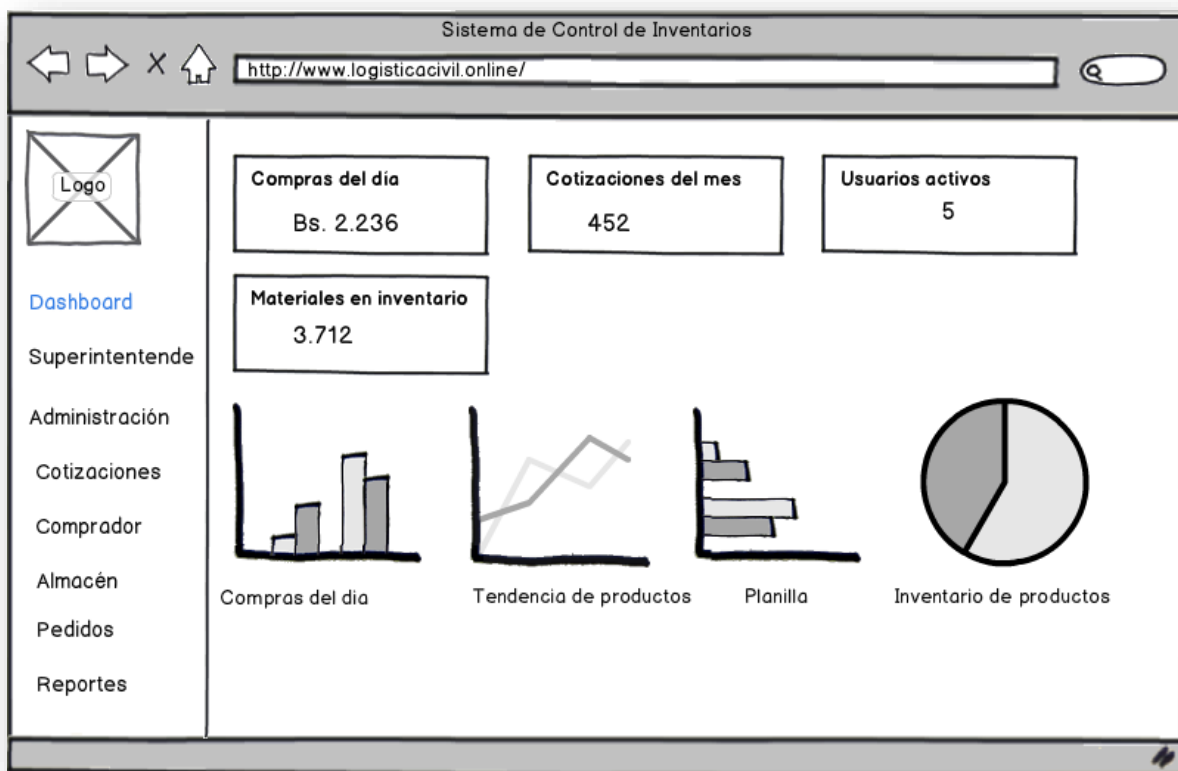 Sistema de Control de Inventarios
http://www.logisticacivil.online/
Logo
Dashboard
Superintentende
Administración
Cotizaciones
Comprador
Almacén
Pedidos
Reportes
Compras del dia
Bs. 2.236
Cotizaciones del mes
452
Usuarios activos
5
Materiales en inventario
3.712
Compras del dia
Tendencia de productos
Planilla
Inventario de productos